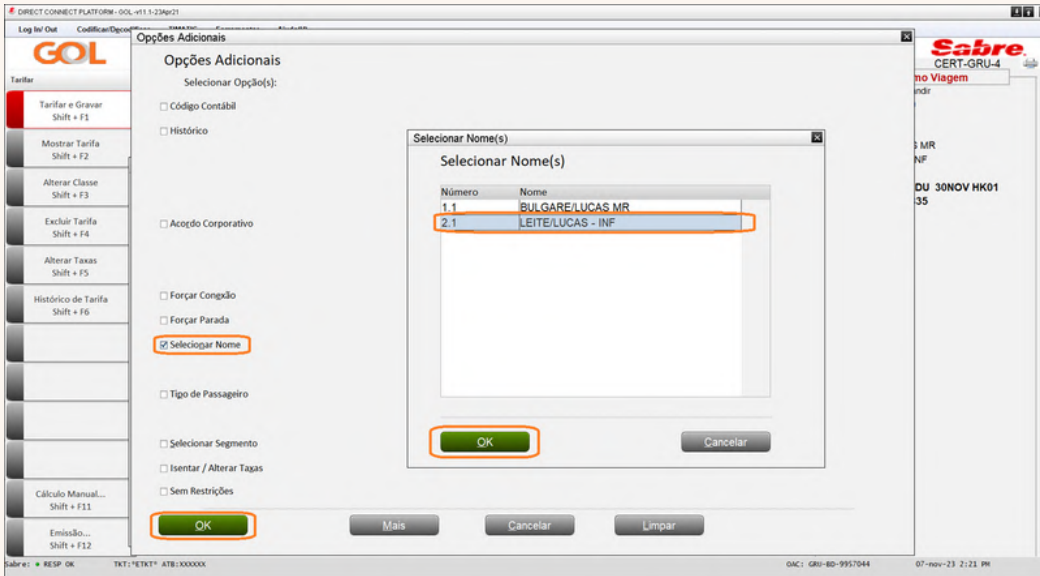 DIRECT CONNECT PLATFORM - GOL -v11.1-23Apr21
Log In/ Out
GOL
Sabre.
CERT-GRU-4
Tarifar
Tarifar e Gravar
Shift + F1
Mostrar Tarifa
Shift + F2
Alterar Classe
Shift + F3
Excluir Tarifa
Shift + F4
Alterar Taxas
Shift + F5
Histórico de Tarifa
Shift + F6
Cálculo Manual...
Shift + F11
Emissão...
Shift + F12
Opções Adicionais
Opções Adicionais
Selecionar Opção(s):
Código Contábil
Histórico
Acordo Corporativo
Forçar Conexão
Forçar Parada
Selecionar Nome
Tipo de Passageiro
Selecionar Segmento
Isentar / Alterar Taxas
Sem Restrições
OK
Mais
Cancelar
Limpar
Selecionar Nome(s)
Selecionar Nome(s)
Número Nome
1.1 BULGARE/LUCAS MR
2.1 LEITE/LUCAS - INF
OK
Cancelar
mo Viagem
ndir
MR
NF
DU 30NOV HK01
35
Sabre: RESP OK TKT:*ETKT* ATB:XXXXXX OAC: GRU-BD-9957044 07-nov-23 2:21 PM